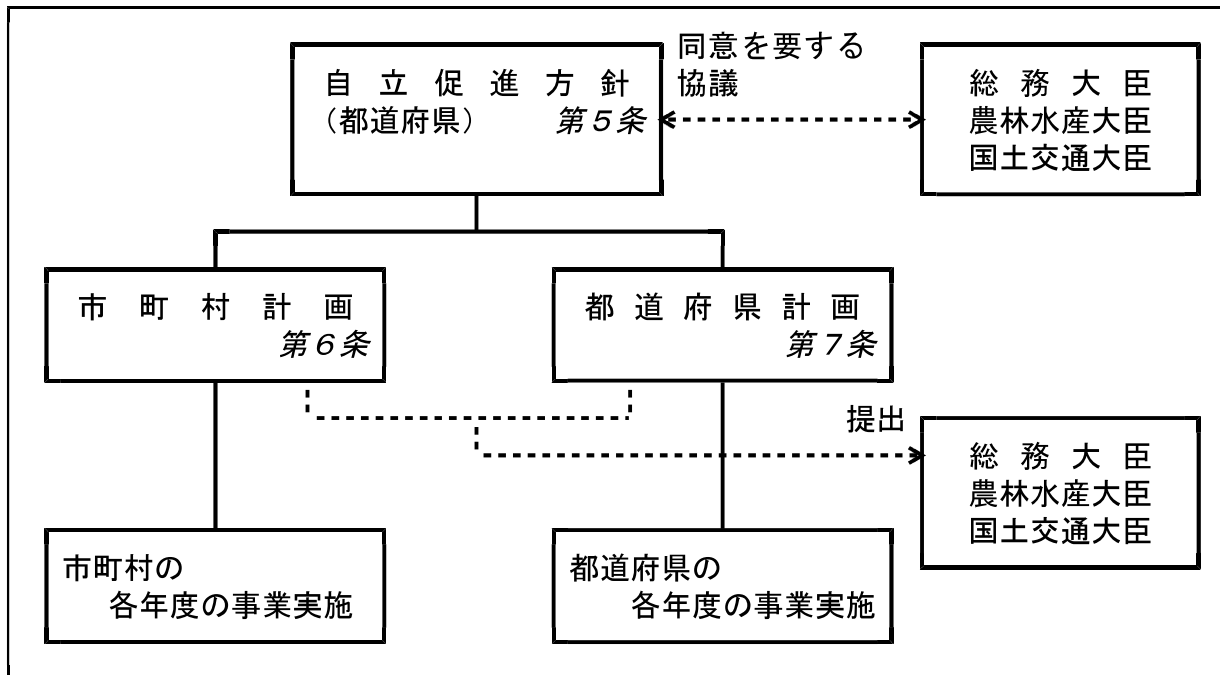 自立促進方針
（都道府県） 第５条
同意を要する
協議
総務大臣
農林水産大臣
国土交通大臣
市町村計画
第６条
都道府県計画
第７条
提出
総務大臣
農林水産大臣
国土交通大臣
市町村の
各年度の事業実施
都道府県の
各年度の事業実施